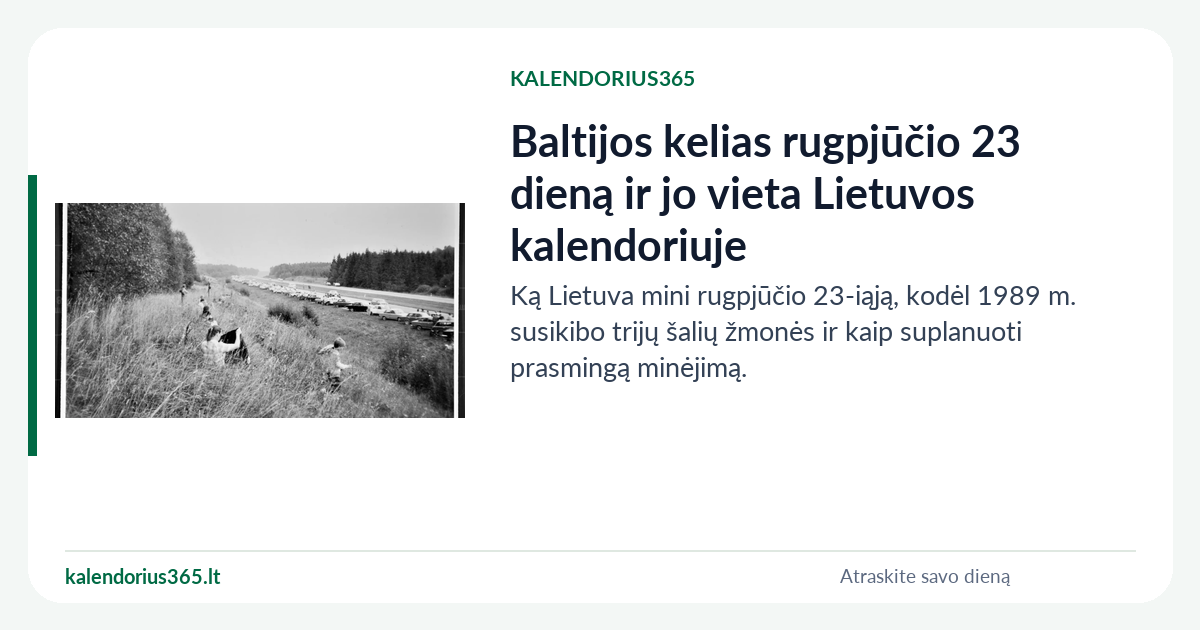 KALENDORIUS365
Baltijos kelias rugpjūčio 23
dieną ir jo vieta Lietuvos
kalendoriuje
Ką Lietuva mini rugpjūčio 23-iąją, kodėl 1989 m.
susikibo trijų šalių žmonės ir kaip suplanuoti
prasmingą minėjimą.
kalendorius365.lt
Atraskite savo dieną